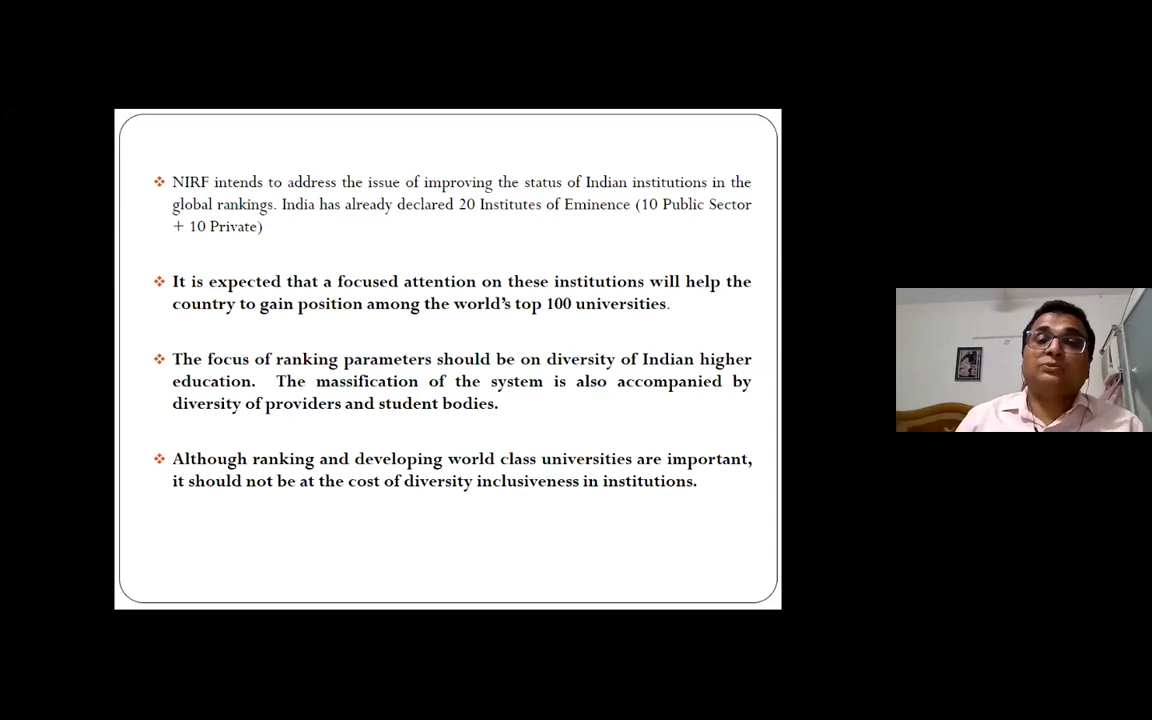 NIRF intends to address the issue of improving the status of Indian institutions in the
global rankings. India has already declared 20 Institutes of Eminence (10 Public Sector
+ 10 Private)
It is expected that a focused attention on these institutions will help the
country to gain position among the world's top 100 universities.
The focus of ranking parameters should be on diversity of Indian higher
education. The massification of the system is also accompanied by
diversity of providers and student bodies.
Although ranking and developing world class universities are important,
it should not be at the cost of diversity inclusiveness in institutions.